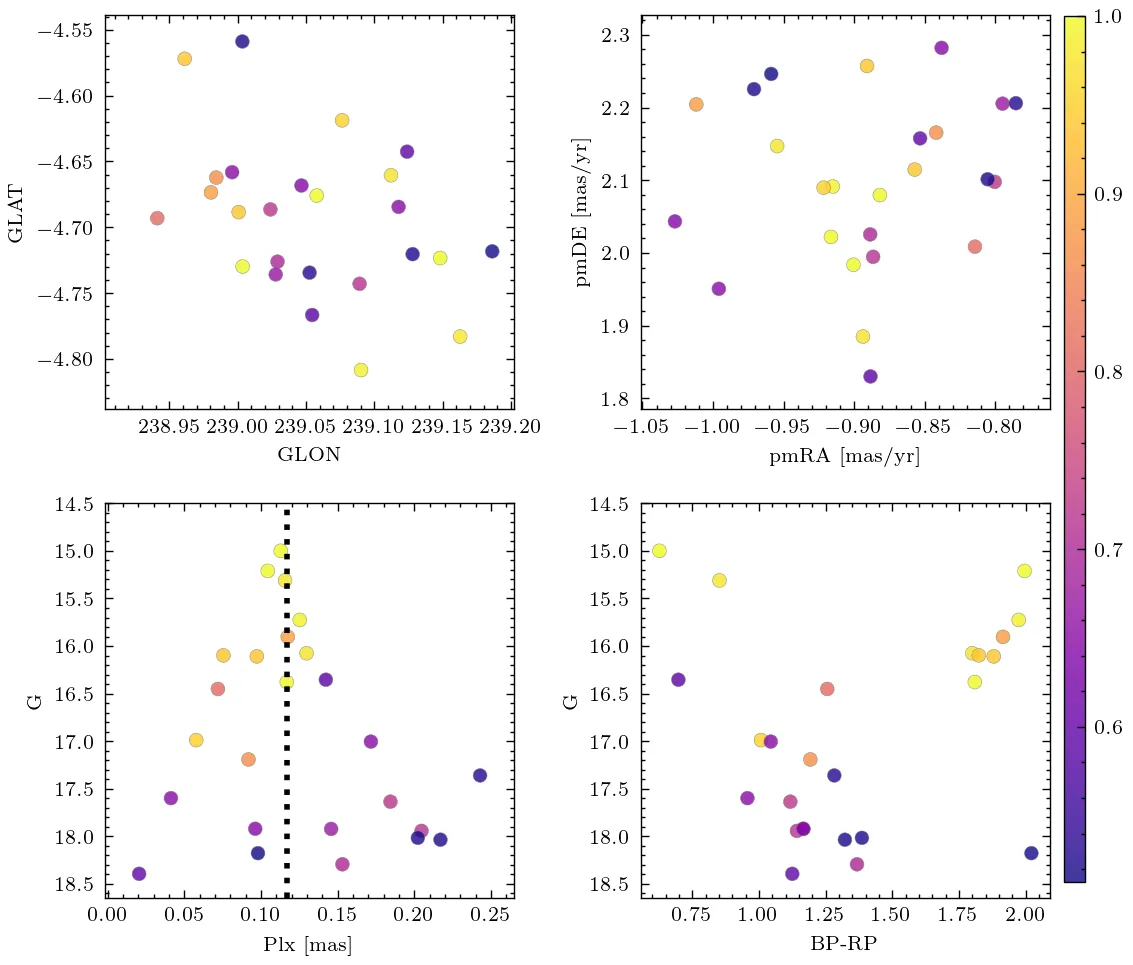 −4.55
−4.60
−4.65
−4.70
−4.75
−4.80
GLAT
238.95 239.00 239.05 239.10 239.15 239.20
GLON
2.3
2.2
2.1
2.0
1.9
1.8
pmDE [mas/yr]
−1.05 −1.00 −0.95 −0.90 −0.85 −0.80
pmRA [mas/yr]
1.0
0.9
0.8
0.7
0.6
14.5
15.0
15.5
16.0
16.5
17.0
17.5
18.0
18.5
G
0.00 0.05 0.10 0.15 0.20 0.25
Plx [mas]
14.5
15.0
15.5
16.0
16.5
17.0
17.5
18.0
18.5
G
0.75 1.00 1.25 1.50 1.75 2.00
BP-RP